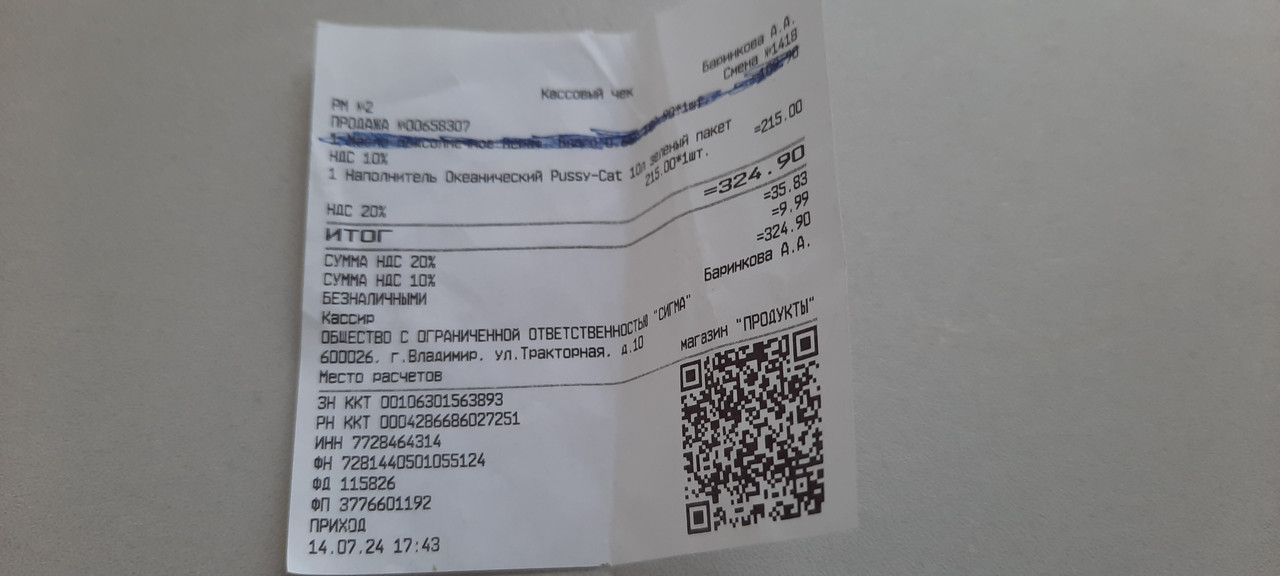 Кассовый чек
Баринкова А.А.
РМ №2
Смена №1418
ПРОДАЖА №00658307
1 Масло
НДС 10%
1 Наполнитель Океанический Pussy-Cat 10л зеленый пакет
215.00*1шт. =215.00
НДС 20%
ИТОГ =324.90
СУММА НДС 20% =35.83
СУММА НДС 10% =9.99
БЕЗНАЛИЧНЫМИ =324.90
Кассир Баринкова А.А.
ОБЩЕСТВО С ОГРАНИЧЕННОЙ ОТВЕТСТВЕННОСТЬЮ "СИГМА"
600026, г.Владимир, ул.Тракторная, д.10
Место расчетов магазин "ПРОДУКТЫ"
ЗН ККТ 00106301563893
РН ККТ 0004286686027251
ИНН 7728464314
ФН 7281440501055124
ФД 115826
ФП 3776601192
ПРИХОД
14.07.24 17:43